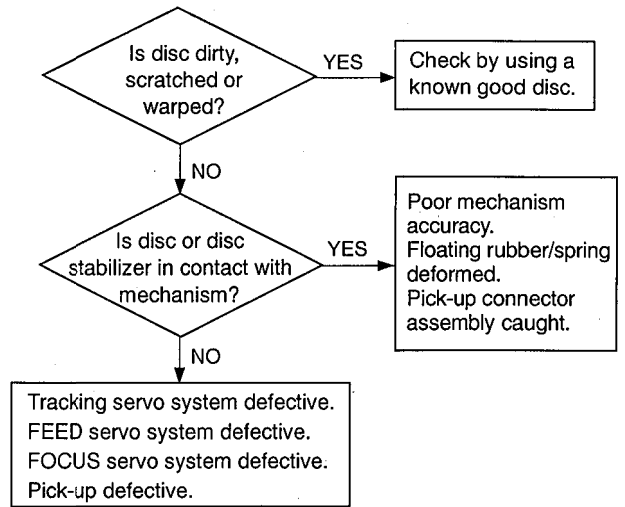 Is disc dirty,
scratched or
warped?
YES
Check by using a
known good disc.
NO
Is disc or disc
stabilizer in contact with
mechanism?
YES
Poor mechanism
accuracy.
Floating rubber/spring
deformed.
Pick-up connector
assembly caught.
NO
Tracking servo system defective.
FEED servo system defective.
FOCUS servo system defective.
Pick-up defective.